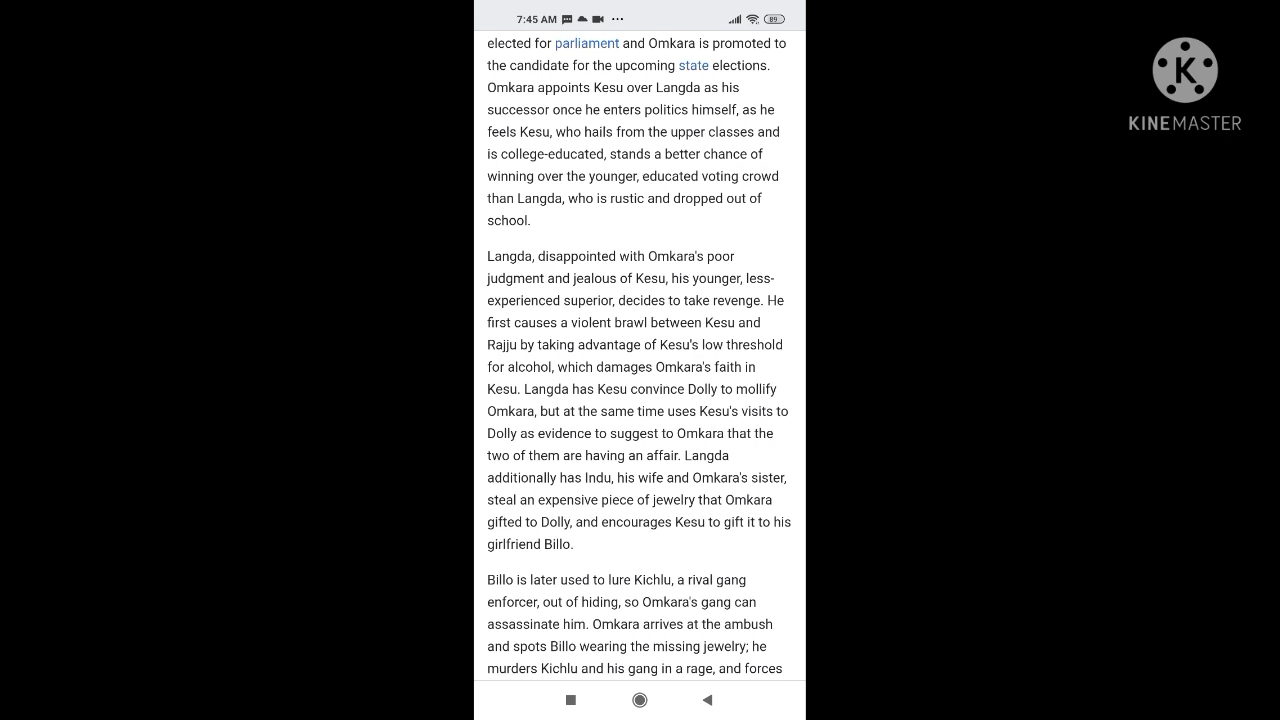 7:45 AM
89
elected for parliament and Omkara is promoted to
the candidate for the upcoming state elections.
Omkara appoints Kesu over Langda as his
successor once he enters politics himself, as he
feels Kesu, who hails from the upper classes and
is college-educated, stands a better chance of
winning over the younger, educated voting crowd
than Langda, who is rustic and dropped out of
school.
Langda, disappointed with Omkara's poor
judgment and jealous of Kesu, his younger, less-
experienced superior, decides to take revenge. He
first causes a violent brawl between Kesu and
Rajju by taking advantage of Kesu's low threshold
for alcohol, which damages Omkara's faith in
Kesu. Langda has Kesu convince Dolly to mollify
Omkara, but at the same time uses Kesu's visits to
Dolly as evidence to suggest to Omkara that the
two of them are having an affair. Langda
additionally has Indu, his wife and Omkara's sister,
steal an expensive piece of jewelry that Omkara
gifted to Dolly, and encourages Kesu to gift it to his
girlfriend Billo.
Billo is later used to lure Kichlu, a rival gang
enforcer, out of hiding, so Omkara's gang can
assassinate him. Omkara arrives at the ambush
and spots Billo wearing the missing jewelry; he
murders Kichlu and his gang in a rage, and forces
K
KINEMASTER